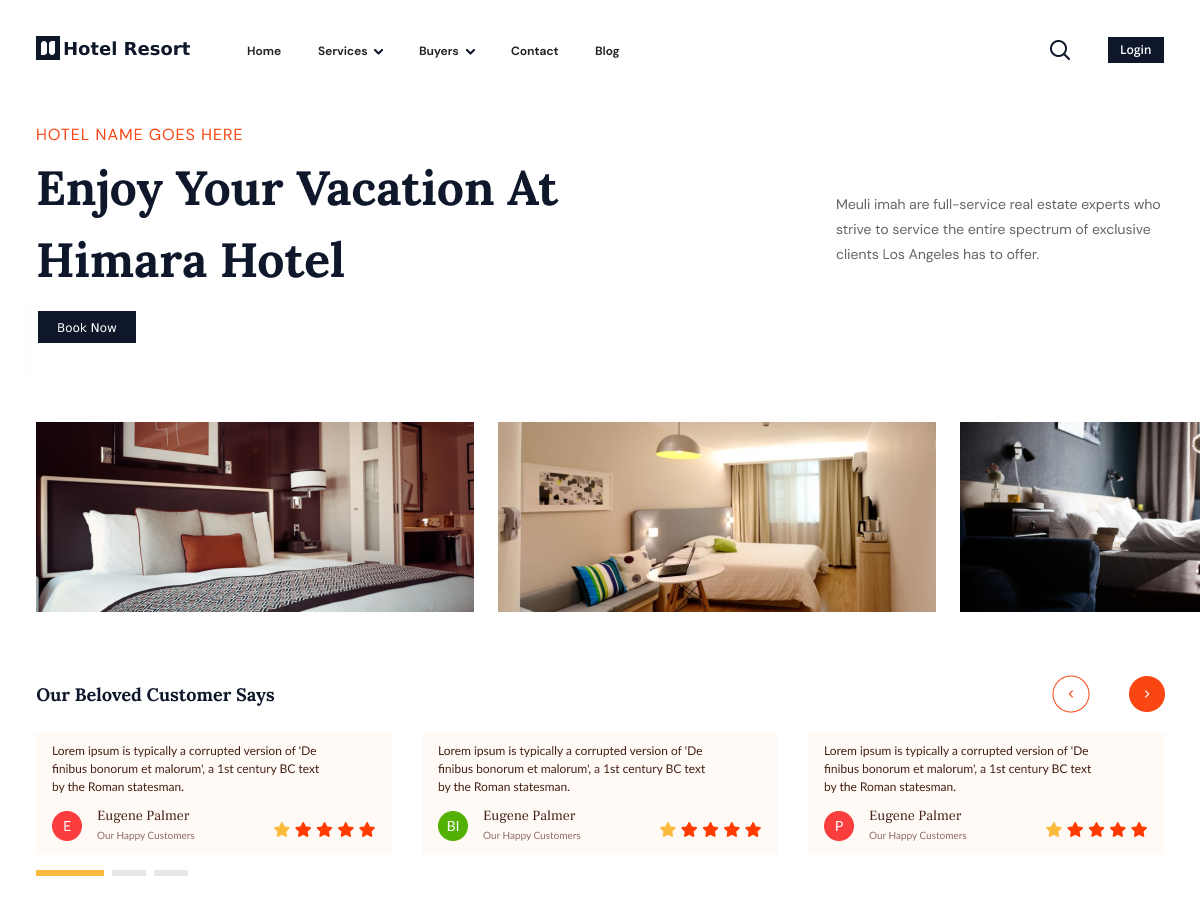 Hotel Resort
Home
Services
Buyers
Contact
Blog
Login
HOTEL NAME GOES HERE
Enjoy Your Vacation At
Himara Hotel
Meuli imah are full-service real estate experts who
strive to service the entire spectrum of exclusive
clients Los Angeles has to offer.
Book Now
Our Beloved Customer Says
Lorem ipsum is typically a corrupted version of 'De
finibus bonorum et malorum', a 1st century BC text
by the Roman statesman.
E
Eugene Palmer
Our Happy Customers
Lorem ipsum is typically a corrupted version of 'De
finibus bonorum et malorum', a 1st century BC text
by the Roman statesman.
BI
Eugene Palmer
Our Happy Customers
Lorem ipsum is typically a corrupted version of 'De
finibus bonorum et malorum', a 1st century BC text
by the Roman statesman.
P
Eugene Palmer
Our Happy Customers